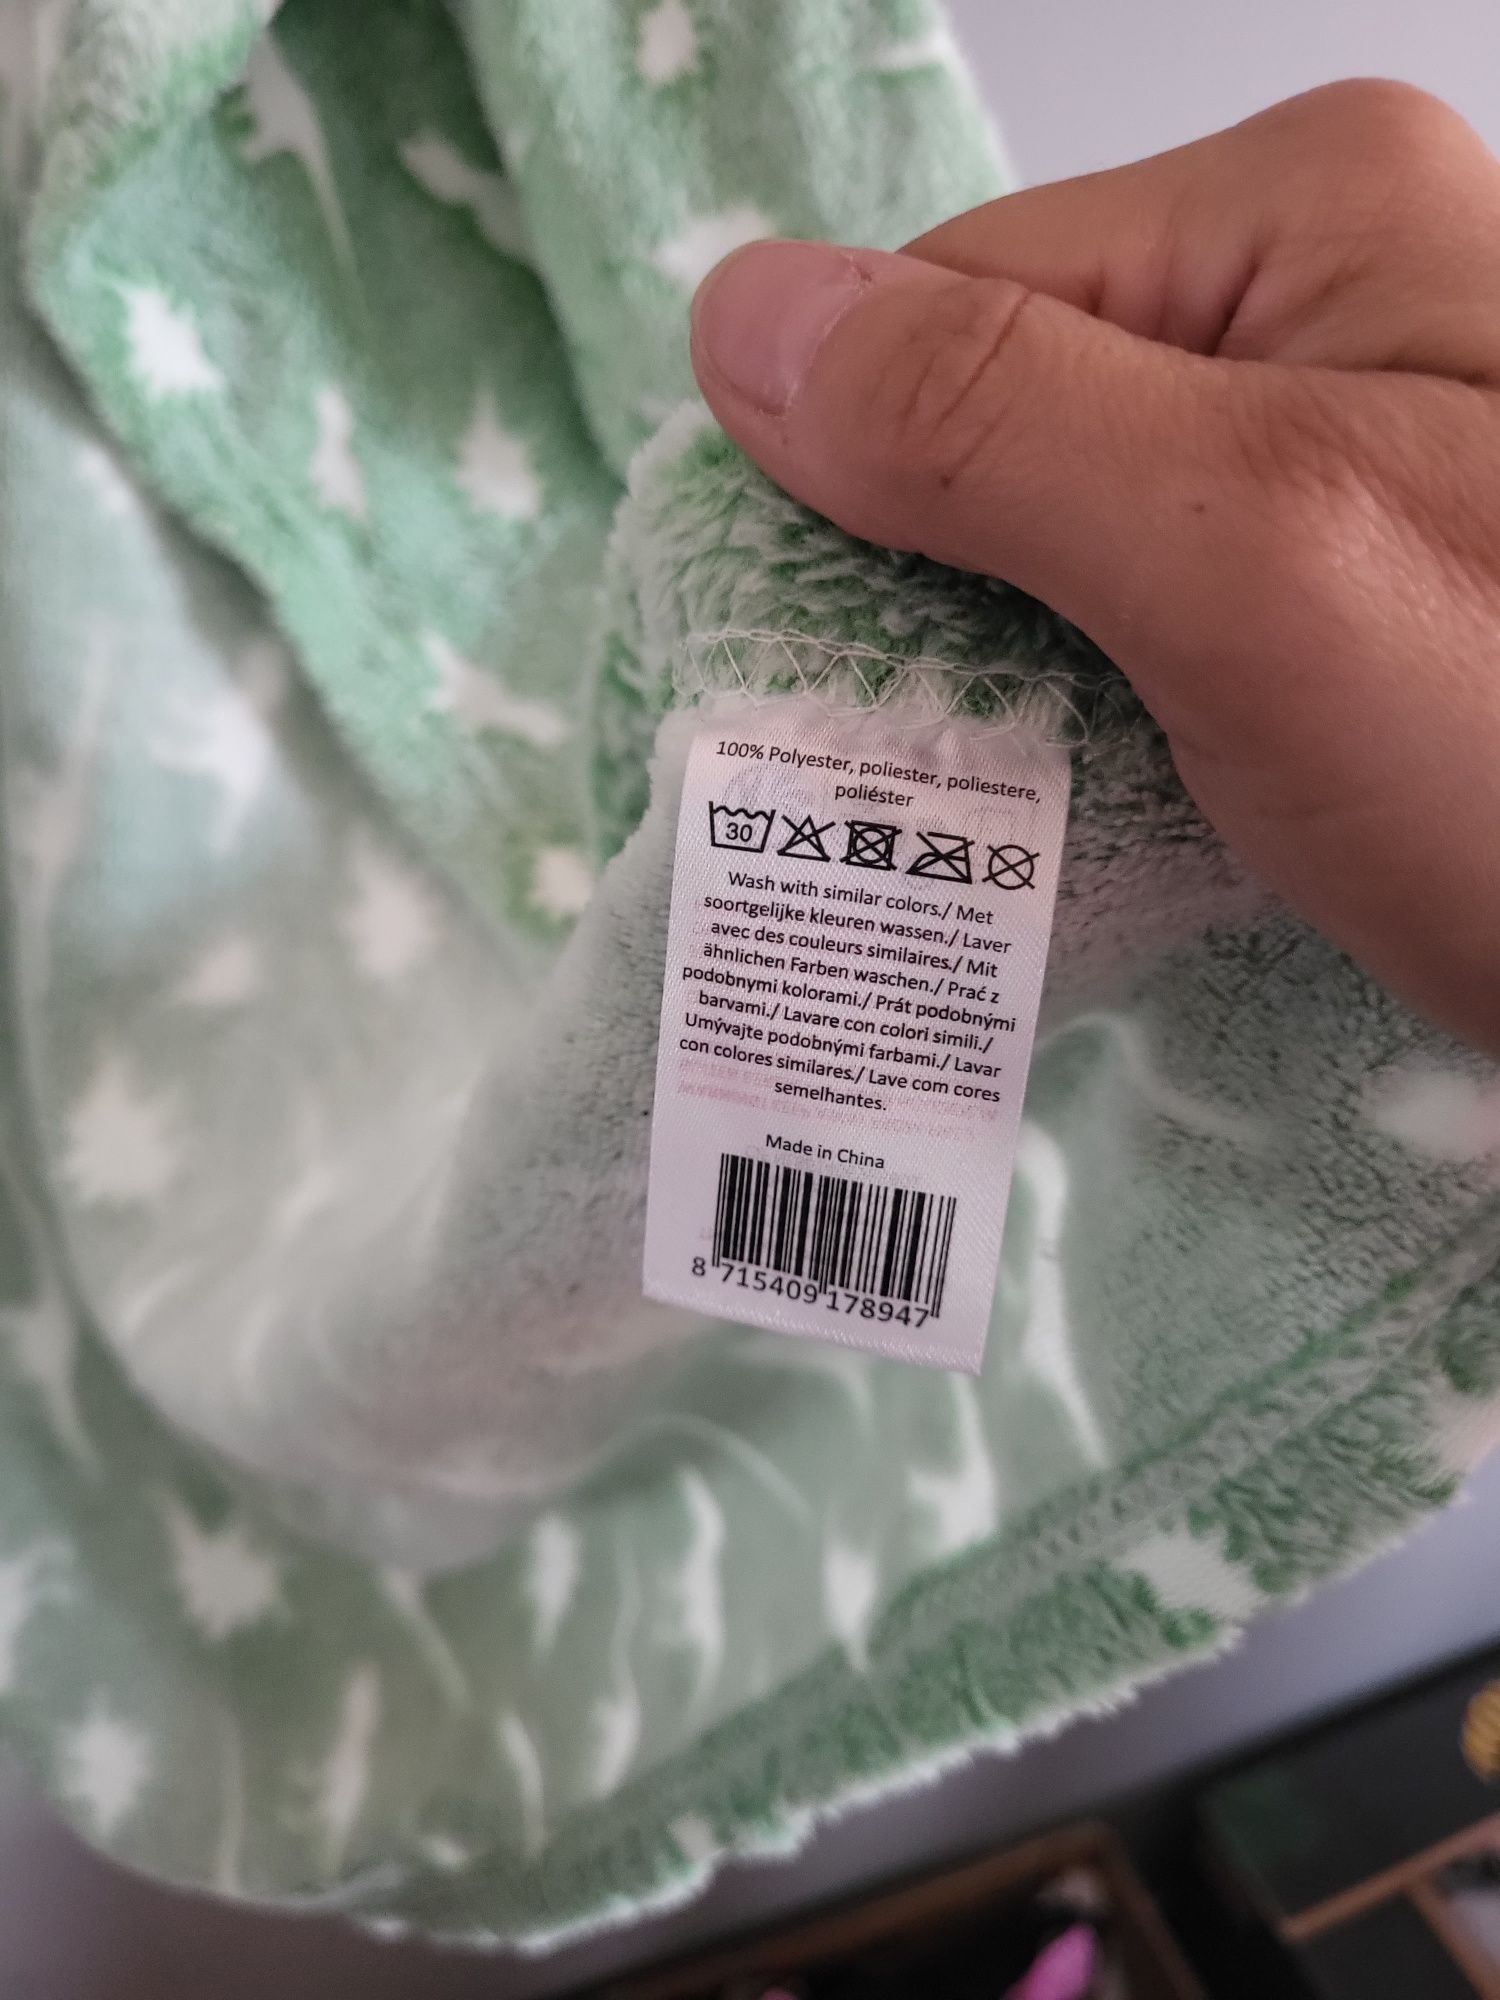 100% Polyester, poliester, poliestere,
poliéster
30
Wash with similar colors./ Met
soortgelijke kleuren wassen./ Laver
avec des couleurs similaires./ Mit
ähnlichen Farben waschen./ Prać z
podobnymi kolorami./ Prát podobnými
barvami./ Lavare con colori simili./
Umývajte podobnými farbami./ Lavar
con colores similares./ Lave com cores
semelhantes.
Made in China
8 715409 178947